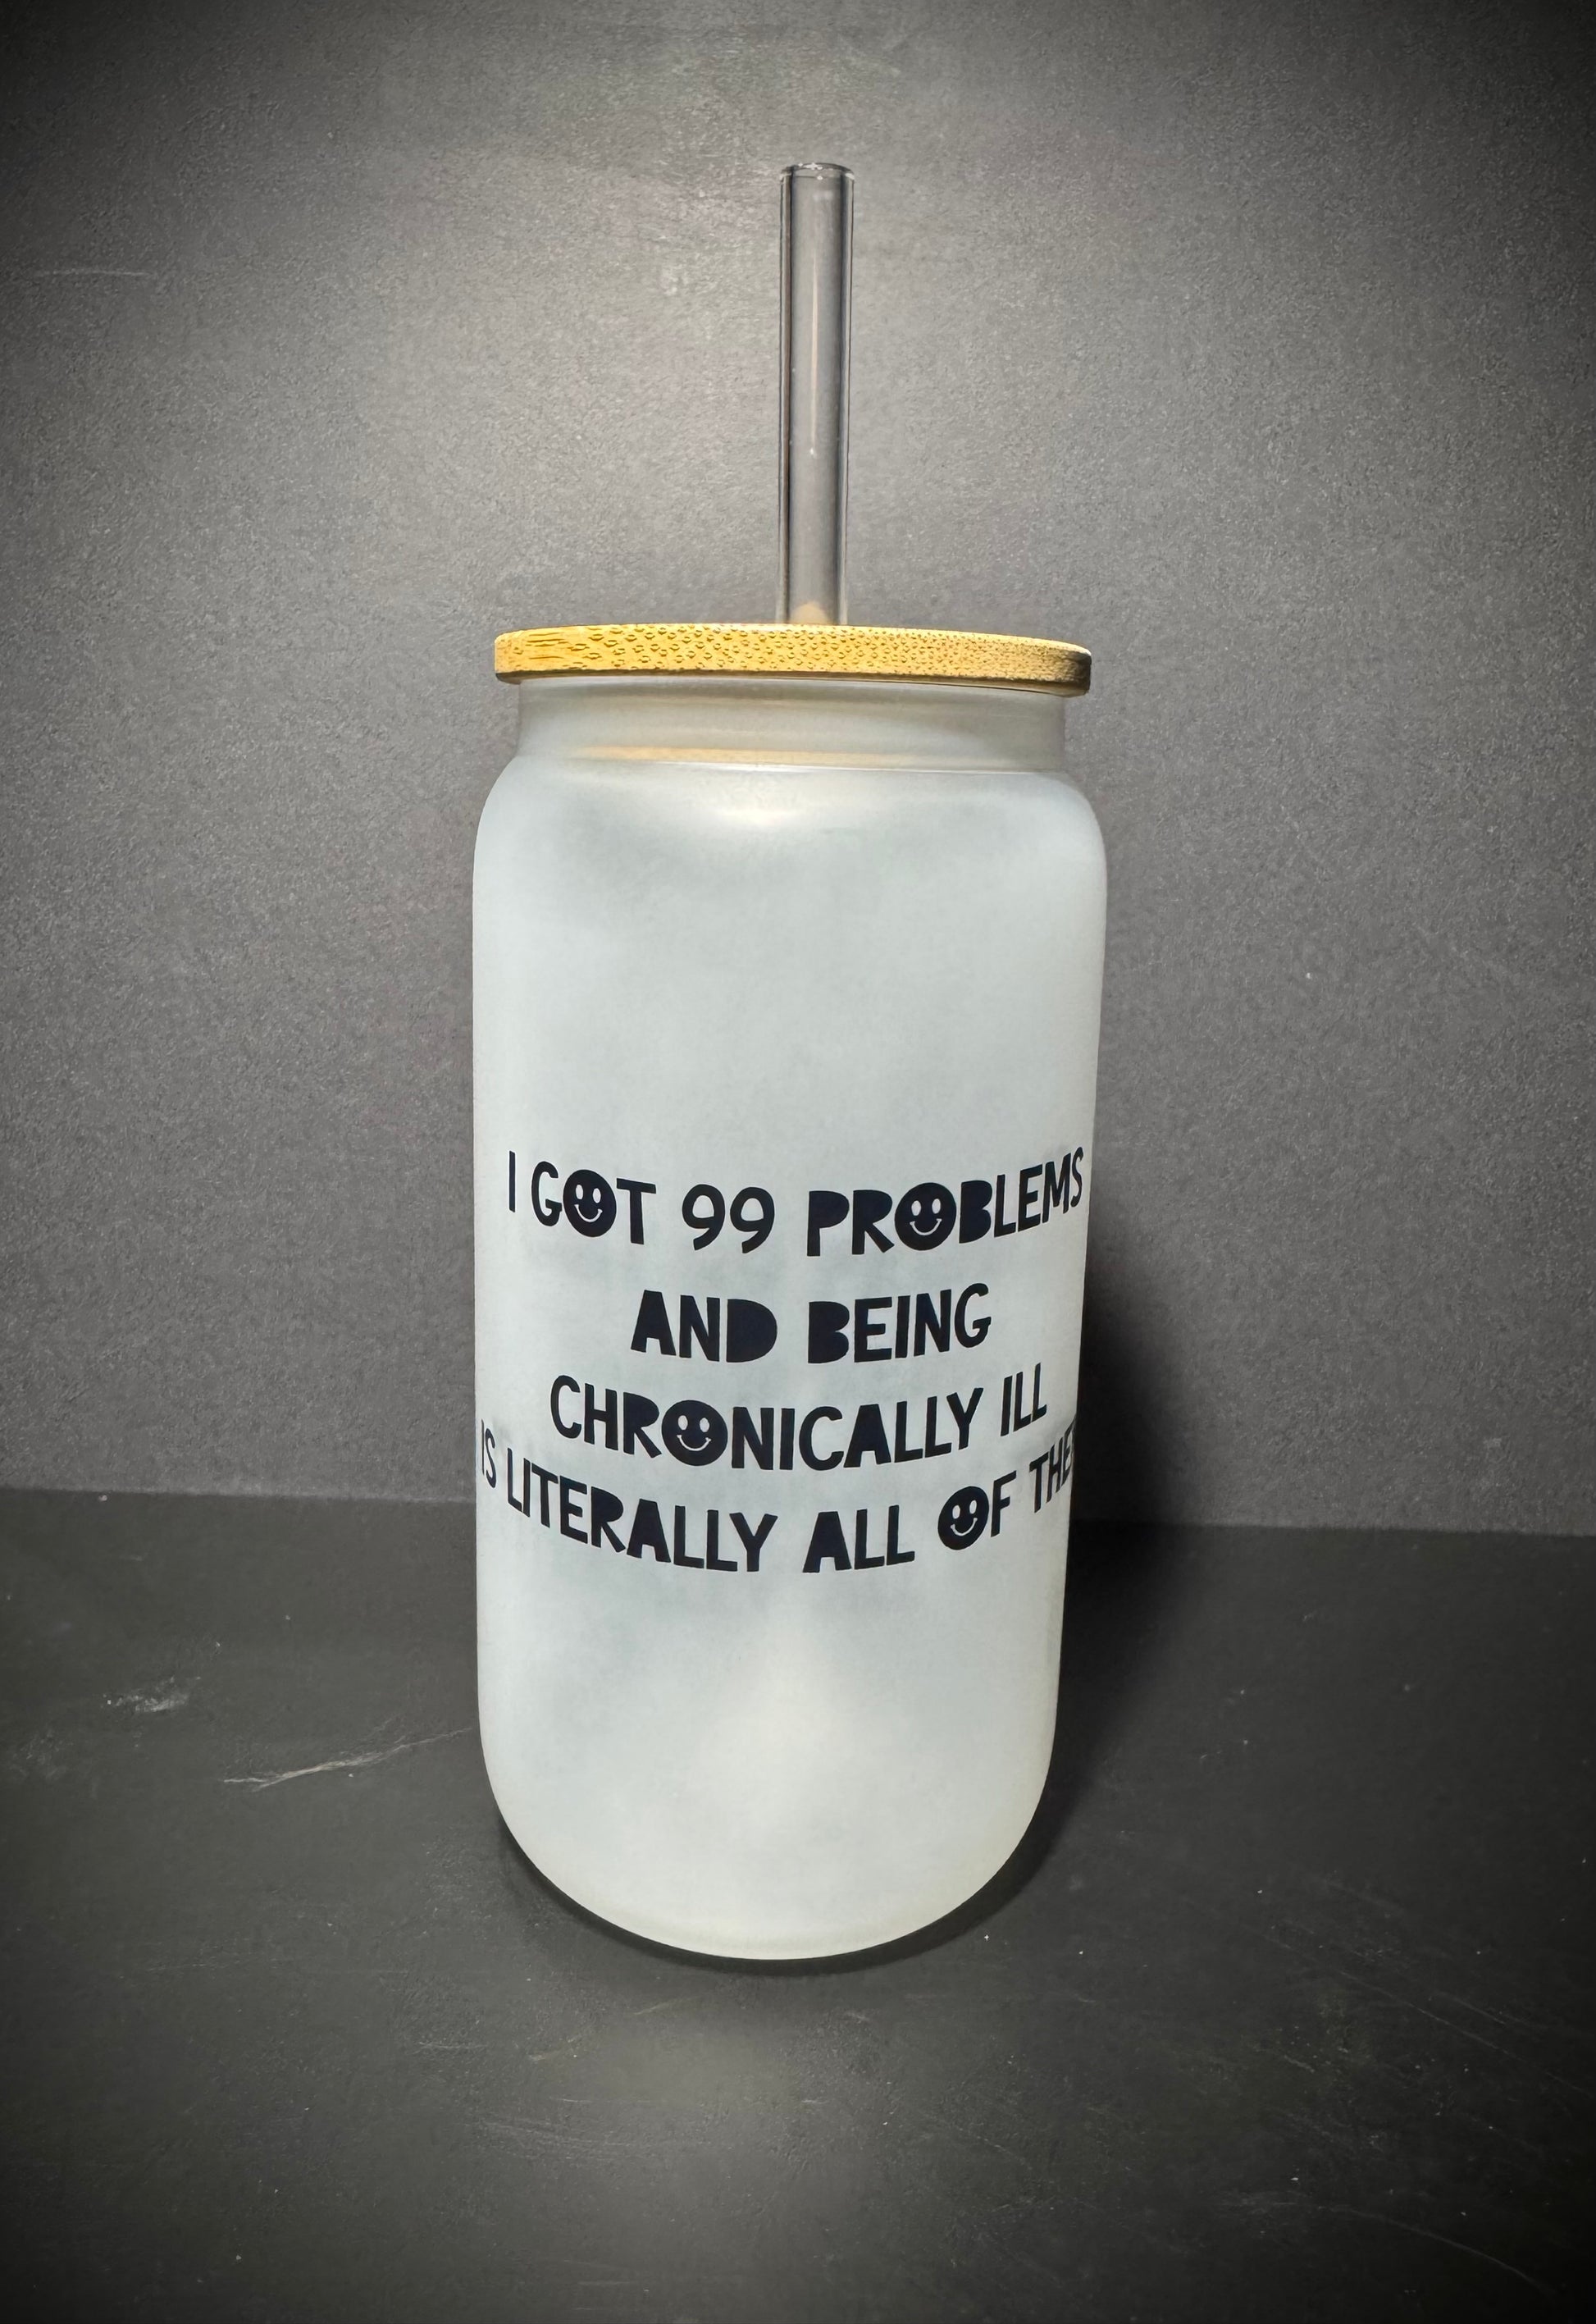 I GOT 99 PROBLEMS
AND BEING
CHRONICALLY ILL
IS LITERALLY ALL OF